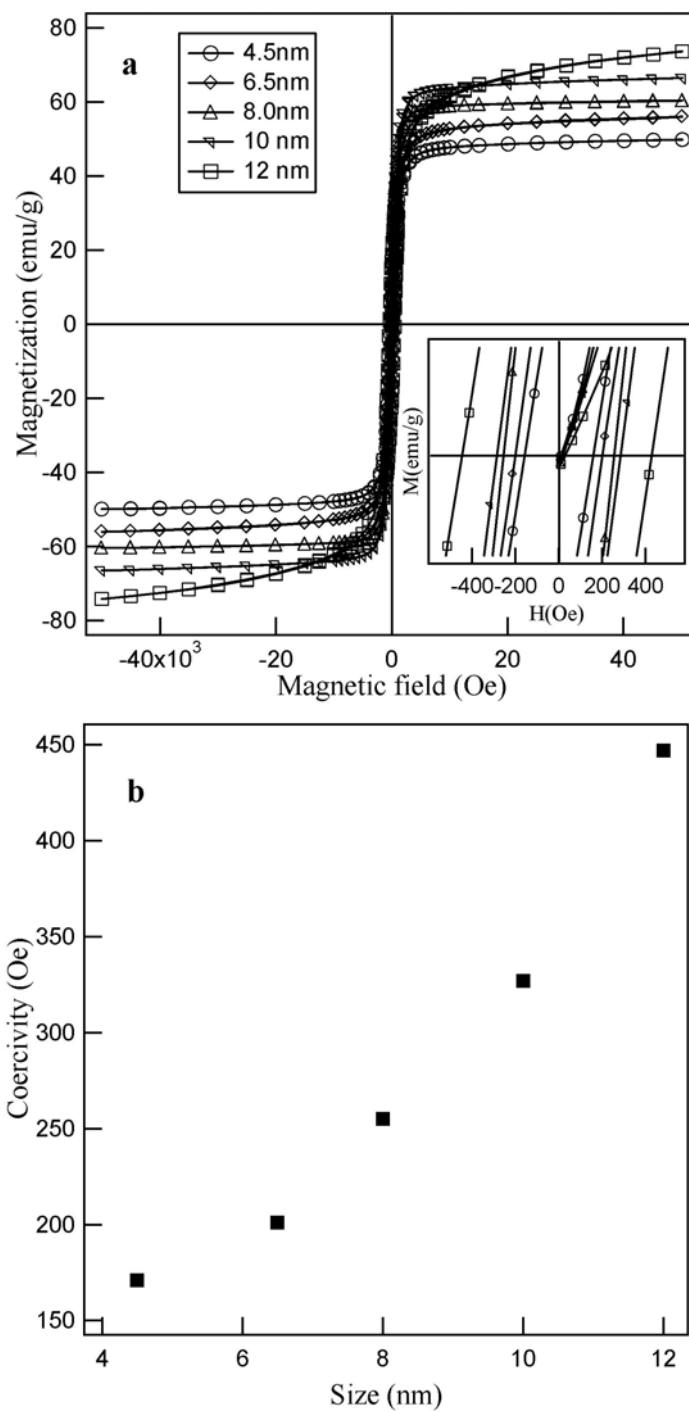 a
4.5nm
6.5nm
8.0nm
10 nm
12 nm
80
60
40
20
0
-20
-40
-60
-80
Magnetization (emu/g)
M(emu/g)
-400 -200 0 200 400
H(Oe)
-40x10³ -20 0 20 40
Magnetic field (Oe)
b
450
400
350
300
250
200
150
Coercivity (Oe)
4 6 8 10 12
Size (nm)